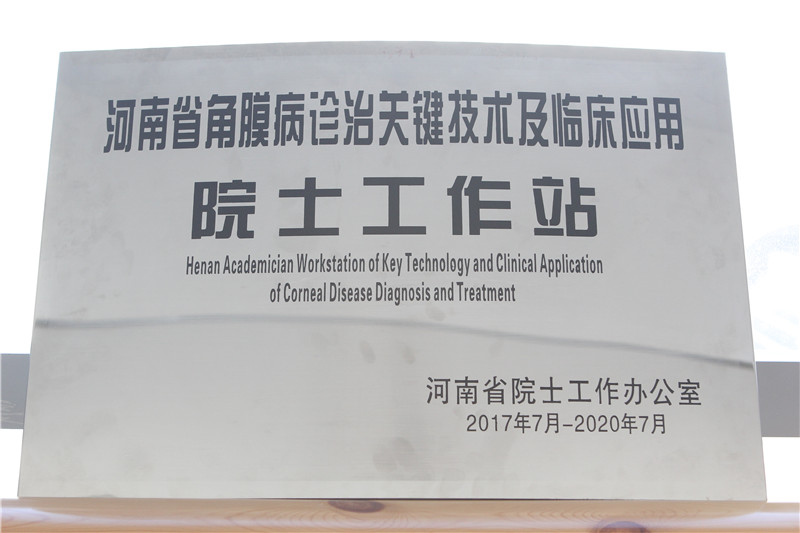 河南省角膜病诊治关键技术及临床应用
院士工作站
Henan Academician Workstation of Key Technology and Clinical Application
of Corneal Disease Diagnosis and Treatment
河南省院士工作办公室
2017年7月-2020年7月